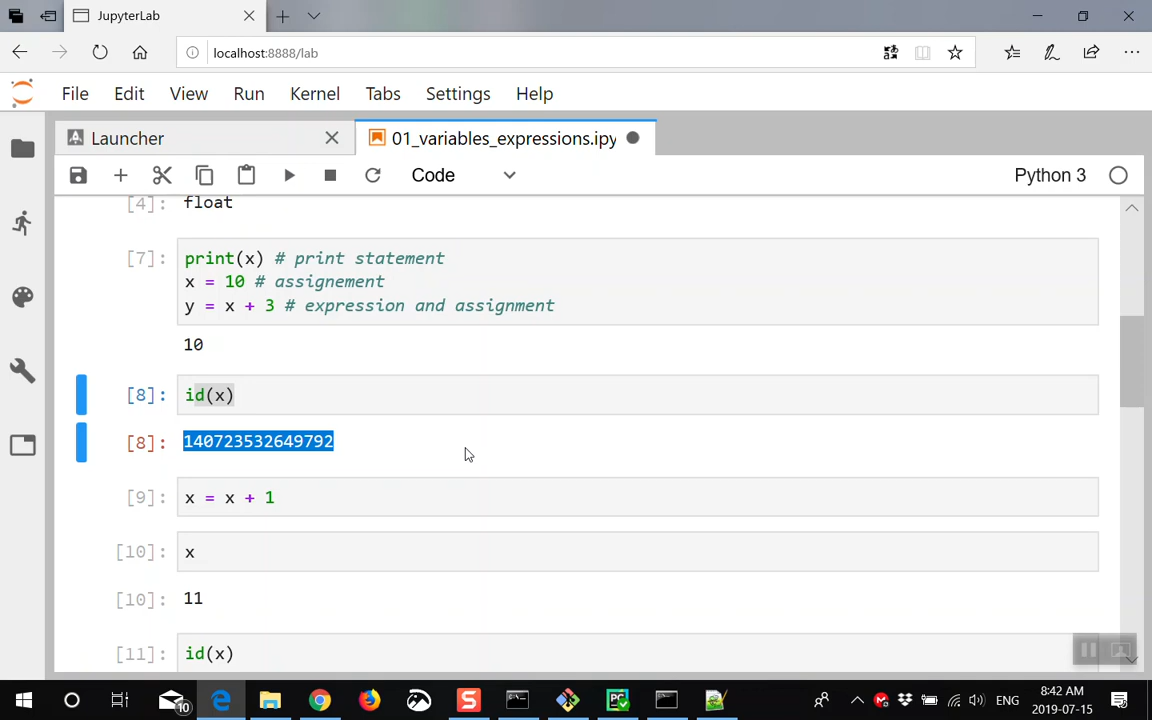 JupyterLab
localhost:8888/lab
File Edit View Run Kernel Tabs Settings Help
Launcher
01_variables_expressions.ipy
Code
Python 3
[4]: float
[7]: print(x) # print statement
x = 10 # assignement
y = x + 3 # expression and assignment
10
[8]: id(x)
[8]: 140723532649792
[9]: x = x + 1
[10]: x
[10]: 11
[11]: id(x)
10
S
PC
ENG
8:42 AM
2019-07-15